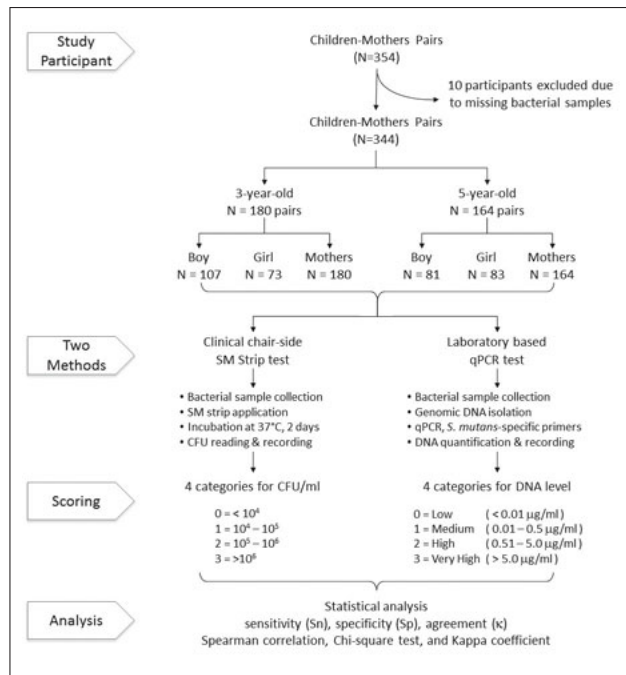 Study
Participant
Children-Mothers Pairs
(N=354)
10 participants excluded due
to missing bacterial samples
Children-Mothers Pairs
(N=344)
3-year-old
N = 180 pairs
5-year-old
N = 164 pairs
Boy
N = 107
Girl
N = 73
Mothers
N = 180
Boy
N = 81
Girl
N = 83
Mothers
N = 164
Two
Methods
Clinical chair-side
SM Strip test
• Bacterial sample collection
• SM strip application
• Incubation at 37°C, 2 days
• CFU reading & recording
Laboratory based
qPCR test
• Bacterial sample collection
• Genomic DNA isolation
• qPCR, S. mutans-specific primers
• DNA quantification & recording
Scoring
4 categories for CFU/ml
0 = < 10⁴
1 = 10⁴ – 10⁵
2 = 10⁵ – 10⁶
3 = >10⁶
4 categories for DNA level
0 = Low ( < 0.01 µg/ml )
1 = Medium ( 0.01 – 0.5 µg/ml )
2 = High ( 0.51 – 5.0 µg/ml )
3 = Very High ( > 5.0 µg/ml )
Analysis
Statistical analysis
sensitivity (Sn), specificity (Sp), agreement (κ)
Spearman correlation, Chi-square test, and Kappa coefficient